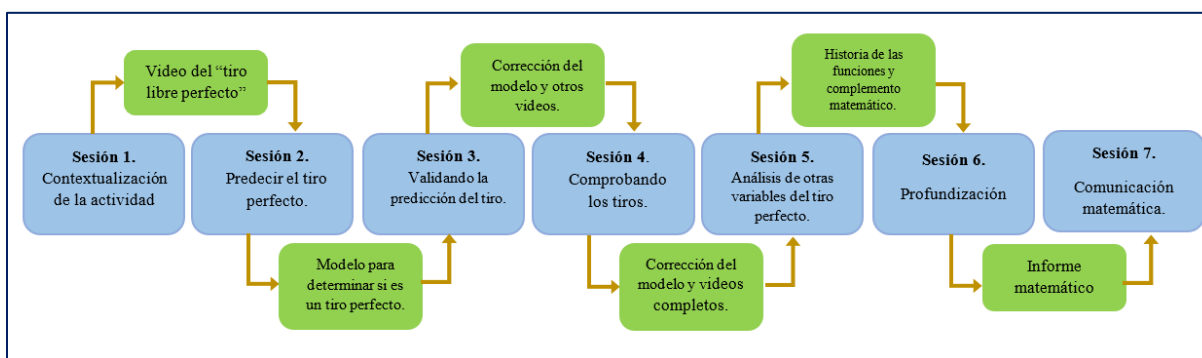 Video del “tiro
libre perfecto”
Corrección del
modelo y otros
videos.
Historia de las
funciones y
complemento
matemático.
Sesión 1.
Contextualización
de la actividad
Sesión 2.
Predecir el tiro
perfecto.
Sesión 3.
Validando la
predicción del tiro.
Sesión 4.
Comprobando
los tiros.
Sesión 5.
Análisis de otras
variables del tiro
perfecto.
Sesión 6.
Profundización
Sesión 7.
Comunicación
matemática.
Modelo para
determinar si es
un tiro perfecto.
Corrección del
modelo y videos
completos.
Informe
matemático